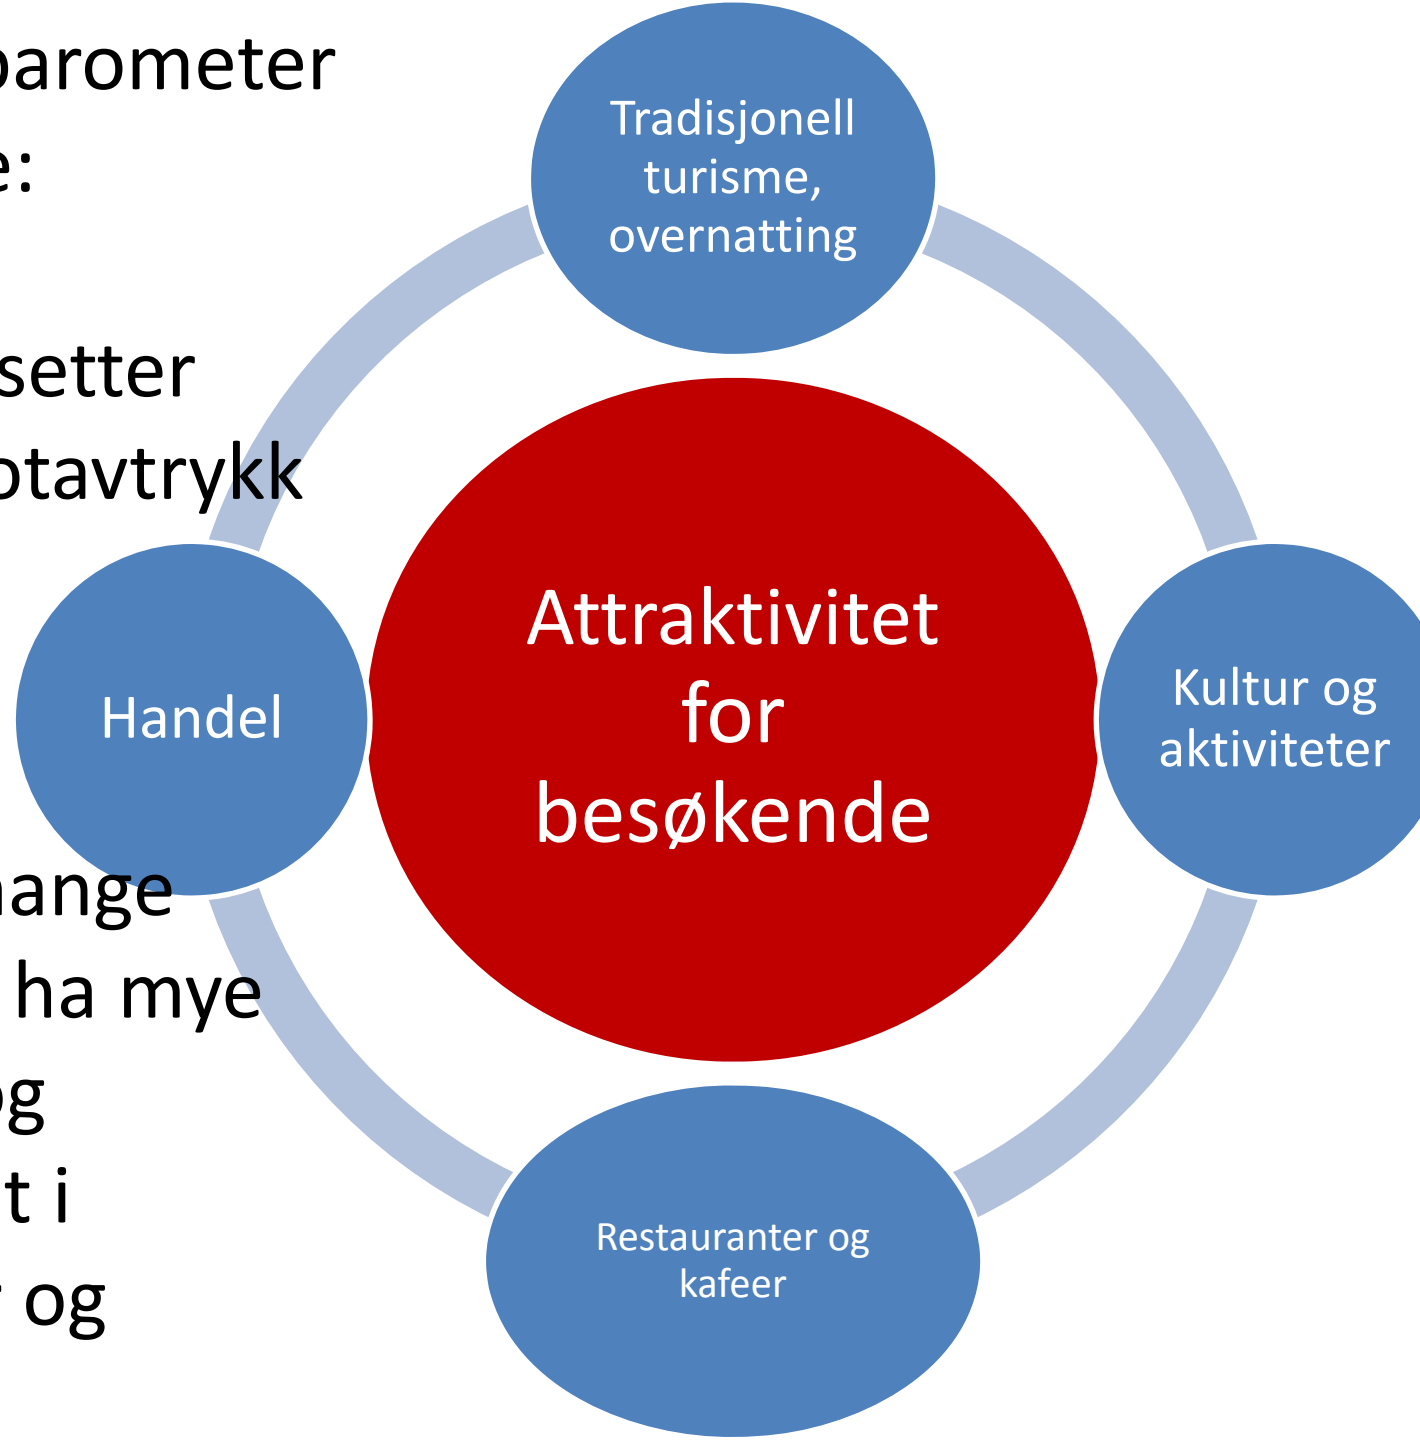 barometer
e:
setter
otavtrykk
ange
ha mye
og
t i
og
Tradisjonell
turisme,
overnatting
Attraktivitet
for
besøkende
Handel
Kultur og
aktiviteter
Restauranter og
kafeer